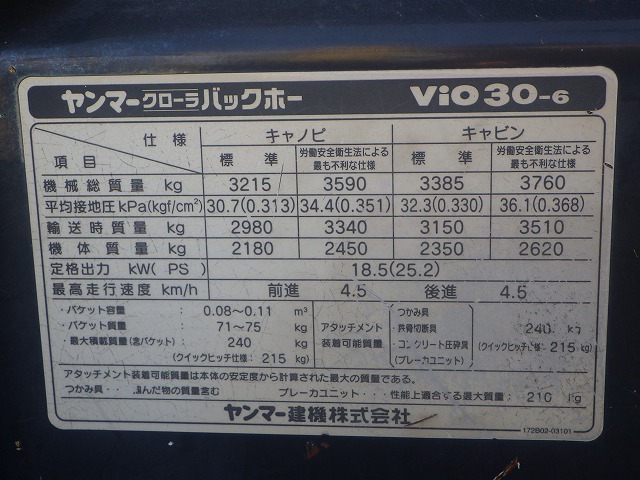 ヤンマークローラバックホー ViO30-6
仕様 キャノピ キャビン
項目 標準 労働安全衛生法による最も不利な仕様 標準 労働安全衛生法による最も不利な仕様
機械総質量 kg 3215 3590 3385 3760
平均接地圧 kPa(kgf/cm²) 30.7(0.313) 34.4(0.351) 32.3(0.330) 36.1(0.368)
輸送時質量 kg 2980 3340 3150 3510
機体質量 kg 2180 2450 2350 2620
定格出力 kW(PS) 18.5(25.2)
最高走行速度 km/h 前進 4.5 後進 4.5
・バケット容量 : 0.08〜0.11 m³
・バケット質量 : 71〜75 kg
・最大積載質量(含バケット) : 240 kg
(クイックヒッチ仕様 : 215 kg)
アタッチメント装着可能質量
つかみ具
・鉄骨切断具
・コンクリート圧砕具
(ブレーカユニット)
240 kg
(クイックヒッチ仕様 : 215 kg)
アタッチメント装着可能質量は本体の安定度から計算された最大の質量である。
つかみ具・・・ んだ物の質量含む ブレーカユニット・・・性能上適合する最大質量 : 210 kg
ヤンマー建機株式会社
172B02-03101